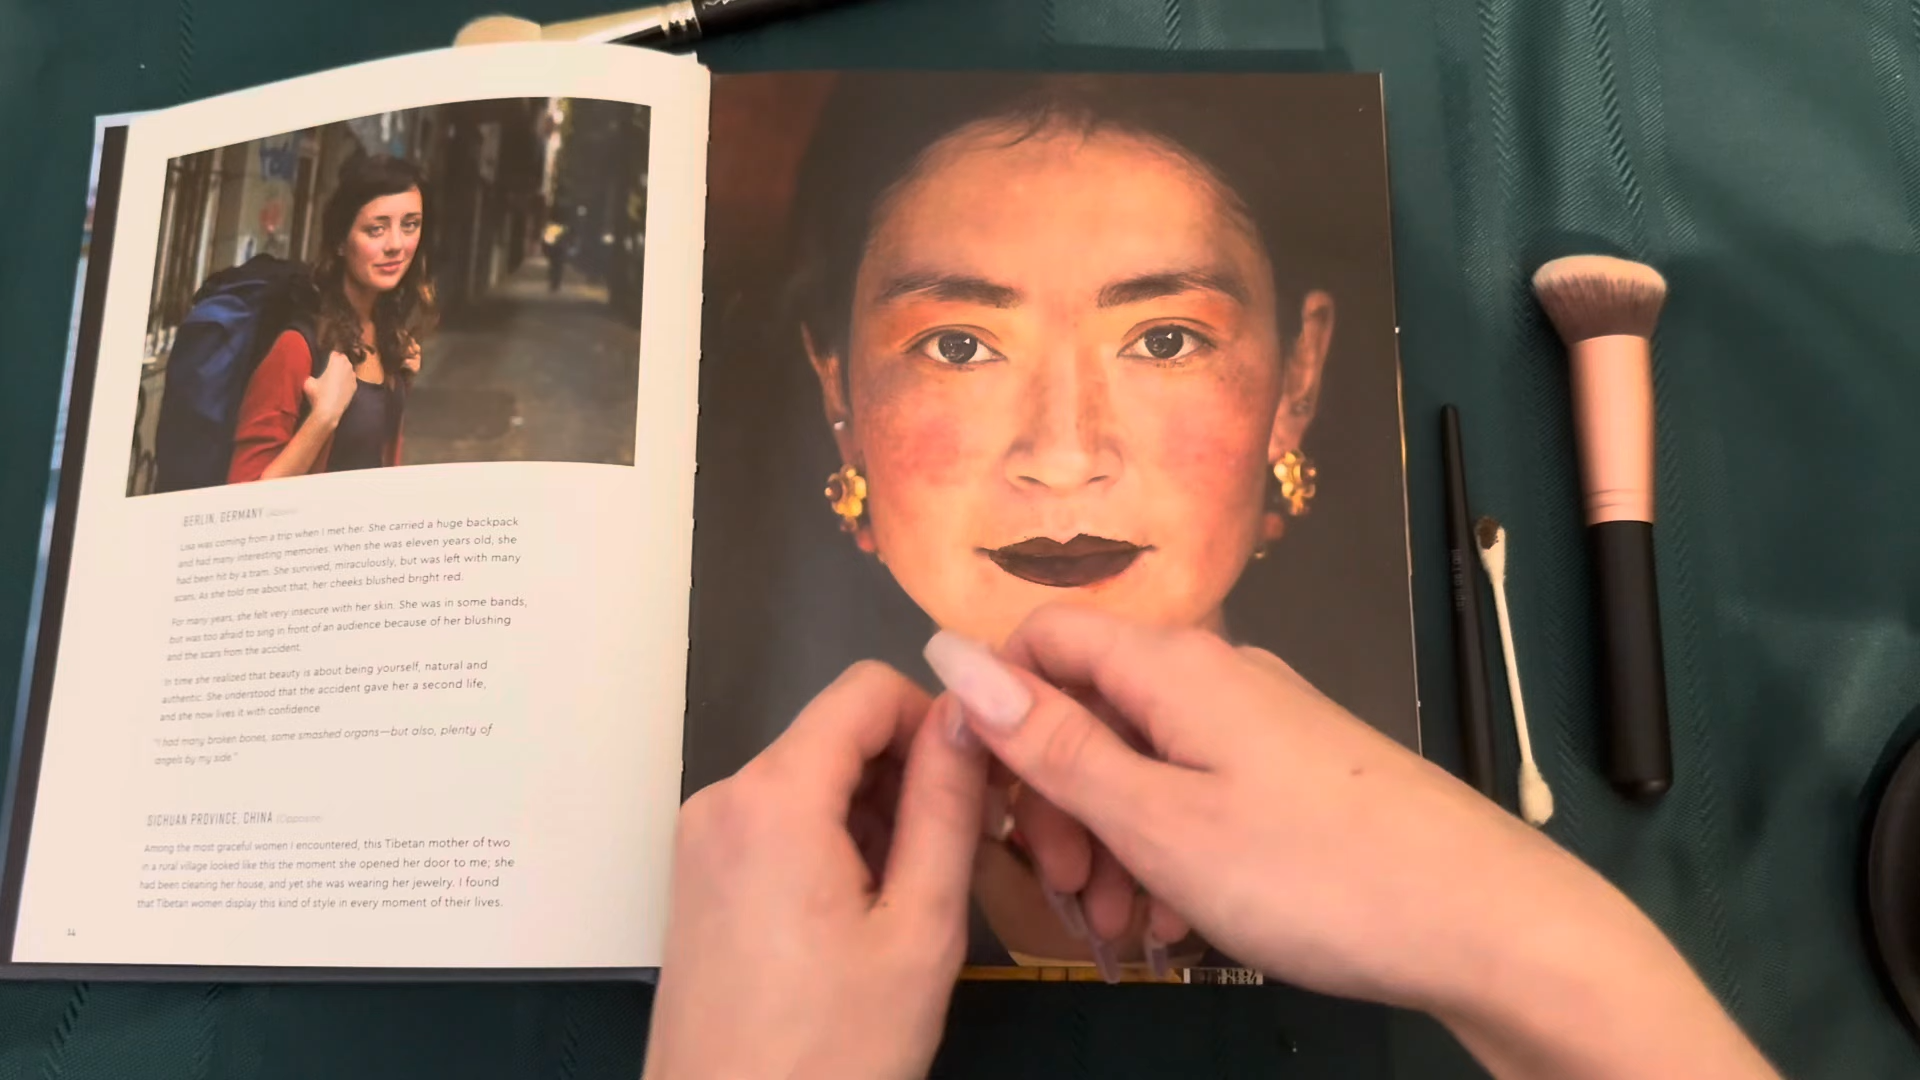 BERLIN, GERMANY
Lisa was coming from a trip when I met her. She carried a huge backpack
and had many interesting memories. When she was eleven years old, she
had been hit by a tram. She survived, miraculously, but was left with many
scars. As she told me about that, her cheeks blushed bright red.
For many years, she felt very insecure with her skin. She was in some bands,
but was too afraid to sing in front of an audience because of her blushing
and the scars from the accident.
In time she realized that beauty is about being yourself, natural and
authentic. She understood that the accident gave her a second life,
and she now lives it with confidence.
"I had many broken bones, some smashed organs—but also, plenty of
angels by my side."
SICHUAN PROVINCE, CHINA (Opposite)
Among the most graceful women I encountered, this Tibetan mother of two
in a rural village looked like this the moment she opened her door to me; she
had been cleaning her house, and yet she was wearing her jewelry. I found
that Tibetan women display this kind of style in every moment of their lives.